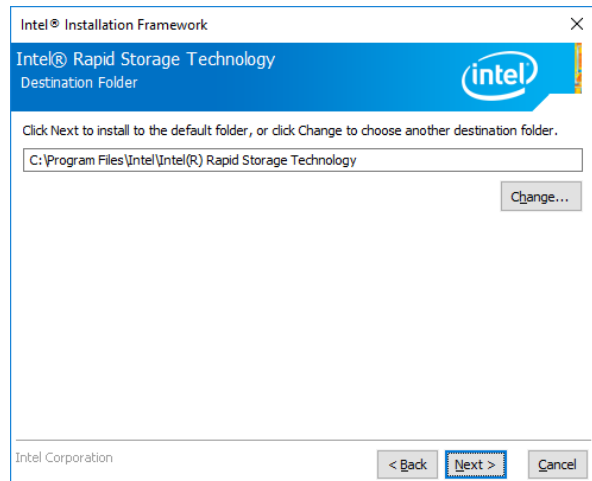 Intel® Installation Framework
Intel® Rapid Storage Technology
Destination Folder
intel
Click Next to install to the default folder, or click Change to choose another destination folder.
C:\Program Files\Intel\Intel(R) Rapid Storage Technology
Change...
Intel Corporation
< Back Next > Cancel